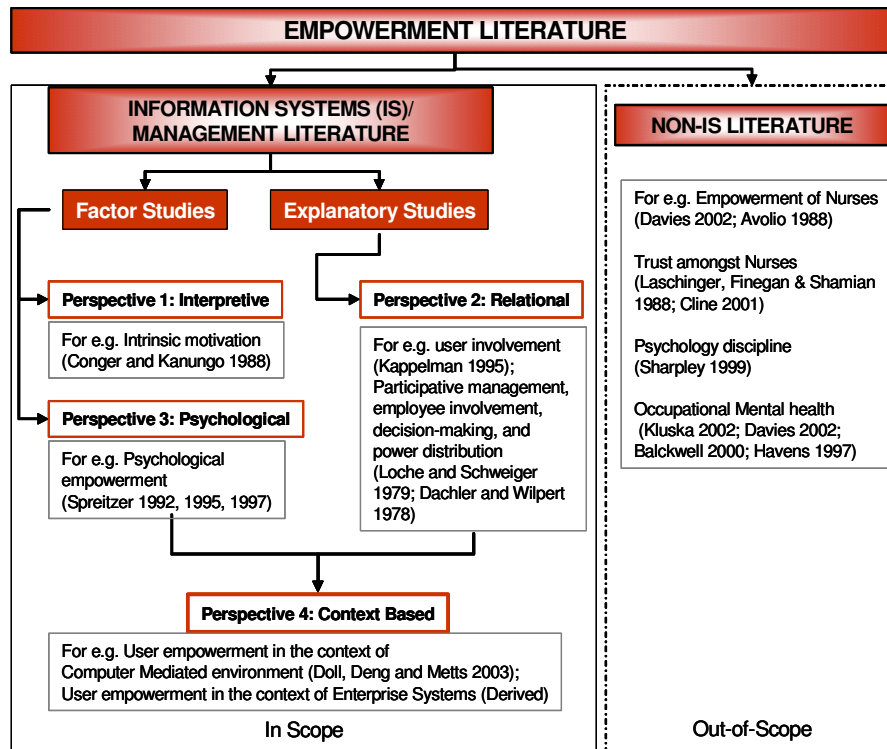 EMPOWERMENT LITERATURE
INFORMATION SYSTEMS (IS)/
MANAGEMENT LITERATURE
Factor Studies
Explanatory Studies
Perspective 1: Interpretive
For e.g. Intrinsic motivation
(Conger and Kanungo 1988)
Perspective 2: Relational
For e.g. user involvement
(Kappelman 1995);
Participative management,
employee involvement,
decision-making, and
power distribution
(Loche and Schweiger
1979; Dachler and Wilpert
1978)
Perspective 3: Psychological
For e.g. Psychological
empowerment
(Spreitzer 1992, 1995, 1997)
Perspective 4: Context Based
For e.g. User empowerment in the context of
Computer Mediated environment (Doll, Deng and Metts 2003);
User empowerment in the context of Enterprise Systems (Derived)
In Scope
NON-IS LITERATURE
For e.g. Empowerment of Nurses
(Davies 2002; Avolio 1988)
Trust amongst Nurses
(Laschinger, Finegan & Shamian
1988; Cline 2001)
Psychology discipline
(Sharpley 1999)
Occupational Mental health
(Kluska 2002; Davies 2002;
Balckwell 2000; Havens 1997)
Out-of-Scope